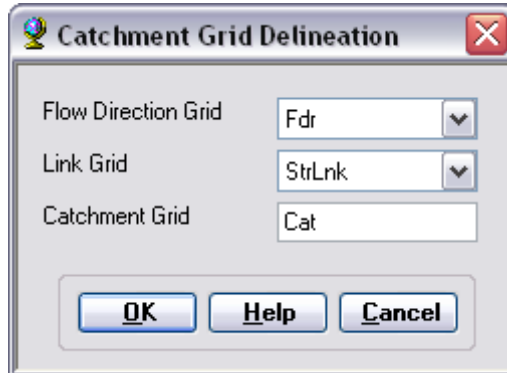 Catchment Grid Delineation
Flow Direction Grid Fdr
Link Grid StrLnk
Catchment Grid Cat
OK Help Cancel